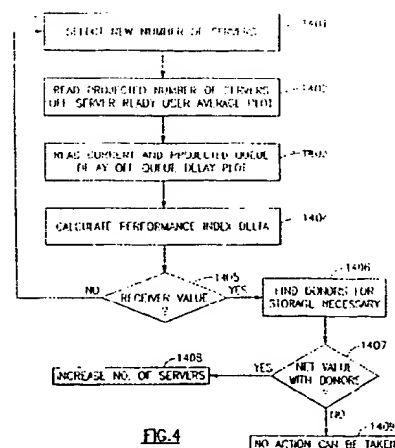 1401
SELECT NEW NUMBER OF SERVERS
1402
READ PROJECTED NUMBER OF SERVERS
OFF SERVER READY USER AVERAGE PLOT
1403
READ CURRENT AND PROJECTED QUEUE
DELAY OFF QUEUE DELAY PLOT
1404
CALCULATE PERFORMANCE INDEX DELTA
1405
NO
RECEIVER VALUE
?
YES
1406
FIND DONORS FOR
STORAGE NECESSARY
1407
NET VALUE
WITH DONORS
?
YES
1408
INCREASE NO. OF SERVERS
NO
1409
NO ACTION CAN BE TAKEN
FIG.4